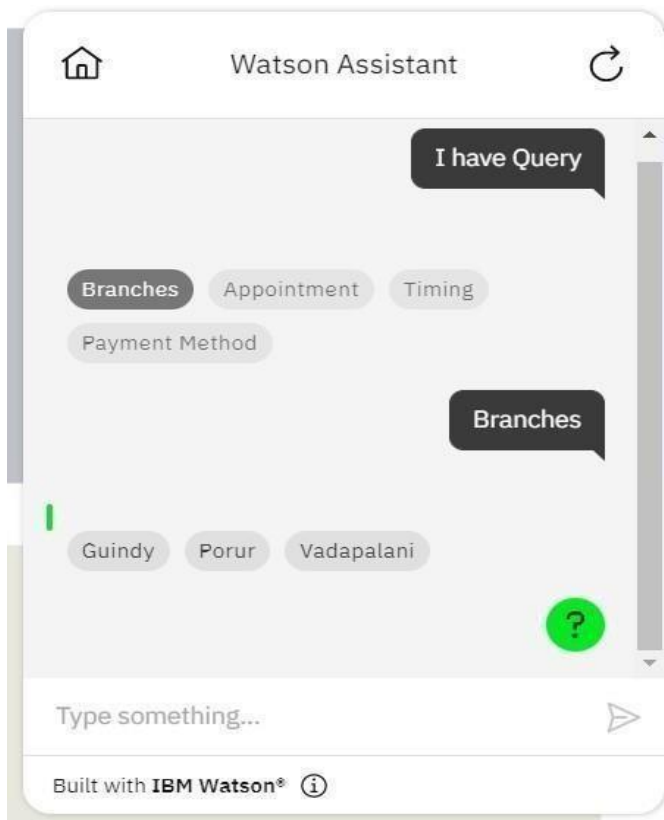 Watson Assistant
I have Query
Branches Appointment Timing
Payment Method
Branches
Guindy Porur Vadapalani
?
Type something...
Built with IBM Watson®